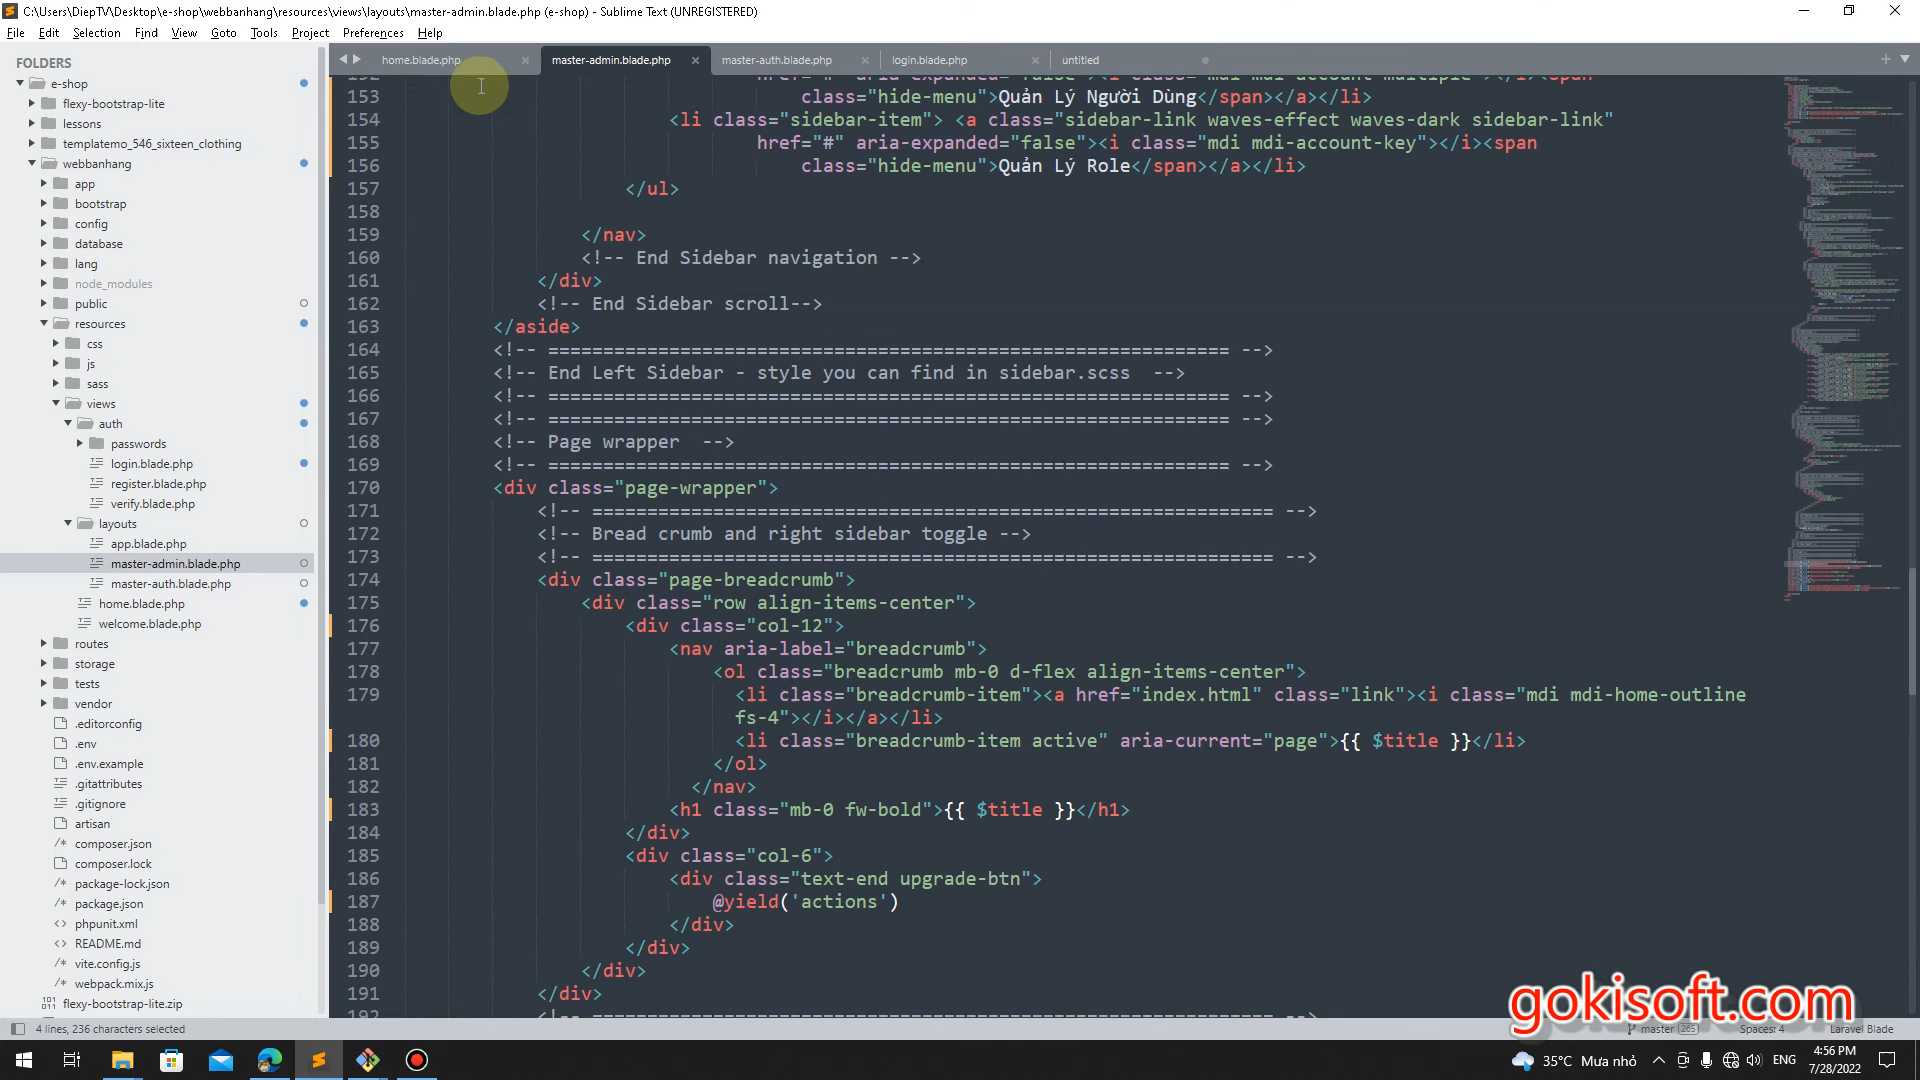 C:\Users\DiepTV\Desktop\e-shop\webbanhang\resources\views\layouts\master-admin.blade.php (e-shop) - Sublime Text (UNREGISTERED)
File Edit Selection Find View Goto Tools Project Preferences Help
FOLDERS
e-shop
flexy-bootstrap-lite
lessons
templatemo_546_sixteen_clothing
webbanhang
app
bootstrap
config
database
lang
node_modules
public
resources
css
js
sass
views
auth
passwords
login.blade.php
register.blade.php
verify.blade.php
layouts
app.blade.php
master-admin.blade.php
master-auth.blade.php
home.blade.php
welcome.blade.php
routes
storage
tests
vendor
.editorconfig
.env
.env.example
.gitattributes
.gitignore
artisan
composer.json
composer.lock
package-lock.json
package.json
phpunit.xml
README.md
vite.config.js
webpack.mix.js
flexy-bootstrap-lite.zip
home.blade.php master-admin.blade.php master-auth.blade.php login.blade.php untitled
153 class="hide-menu">Quản Lý Người Dùng</span></a></li>
154 <li class="sidebar-item"> <a class="sidebar-link waves-effect waves-dark sidebar-link"
155 href="#" aria-expanded="false"><i class="mdi mdi-account-key"></i><span
156 class="hide-menu">Quản Lý Role</span></a></li>
157 </ul>
158
159 </nav>
160 <!-- End Sidebar navigation -->
161 </div>
162 <!-- End Sidebar scroll-->
163 </aside>
164 <!-- ============================================================== -->
165 <!-- End Left Sidebar - style you can find in sidebar.scss  -->
166 <!-- ============================================================== -->
167 <!-- ============================================================== -->
168 <!-- Page wrapper  -->
169 <!-- ============================================================== -->
170 <div class="page-wrapper">
171 <!-- ============================================================== -->
172 <!-- Bread crumb and right sidebar toggle -->
173 <!-- ============================================================== -->
174 <div class="page-breadcrumb">
175 <div class="row align-items-center">
176 <div class="col-12">
177 <nav aria-label="breadcrumb">
178 <ol class="breadcrumb mb-0 d-flex align-items-center">
179 <li class="breadcrumb-item"><a href="index.html" class="link"><i class="mdi mdi-home-outline
fs-4"></i></a></li>
180 <li class="breadcrumb-item active" aria-current="page">{{ $title }}</li>
181 </ol>
182 </nav>
183 <h1 class="mb-0 fw-bold">{{ $title }}</h1>
184 </div>
185 <div class="col-6">
186 <div class="text-end upgrade-btn">
187 @yield('actions')
188 </div>
189 </div>
190 </div>
191 </div>
gokisoft.com
4 lines, 236 characters selected
master 265 Spaces: 4 Laravel Blade
35°C Mưa nhỏ ENG 4:56 PM
7/28/2022